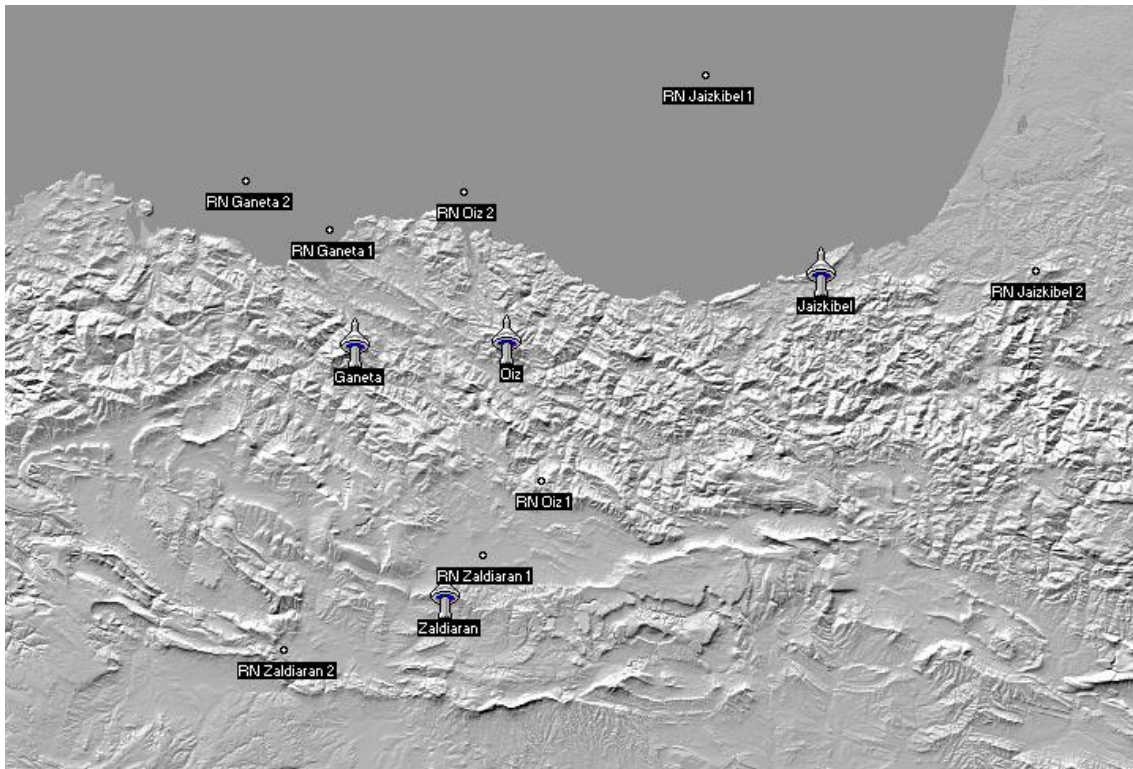 RN Jaizkibel 1
RN Ganeta 2
RN Oiz 2
RN Ganeta 1
RN Jaizkibel 2
Jaizkibel
Ganeta
Oiz
RN Oiz 1
RN Zaldiaran 1
Zaldiaran
RN Zaldiaran 2